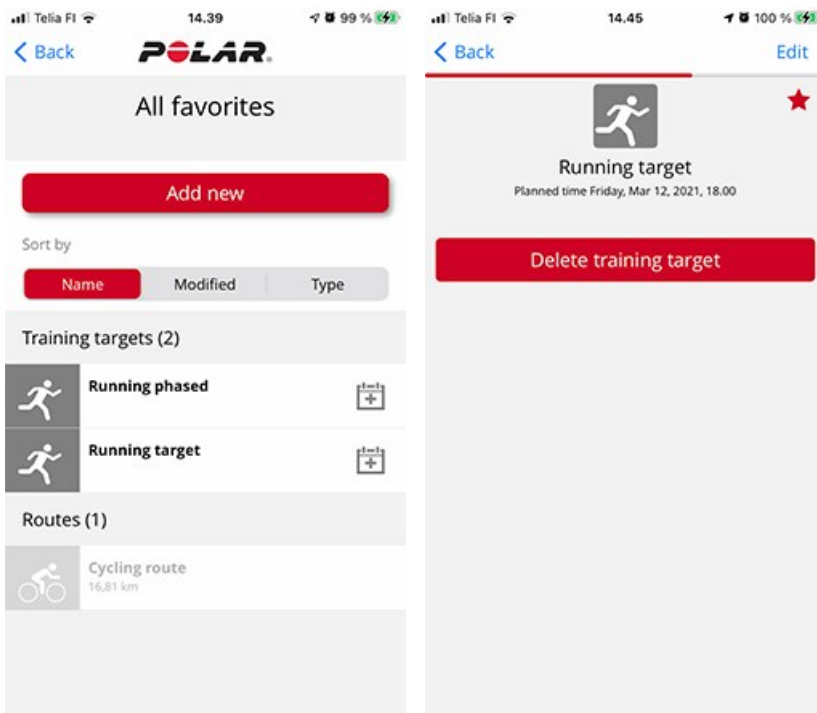 Telia FI 14.39 99 %
Back POLAR.
All favorites
Add new
Sort by
Name Modified Type
Training targets (2)
Running phased
Running target
Routes (1)
Cycling route
16,81 km
Telia FI 14.45 100 %
Back Edit
Running target
Planned time Friday, Mar 12, 2021, 18.00
Delete training target